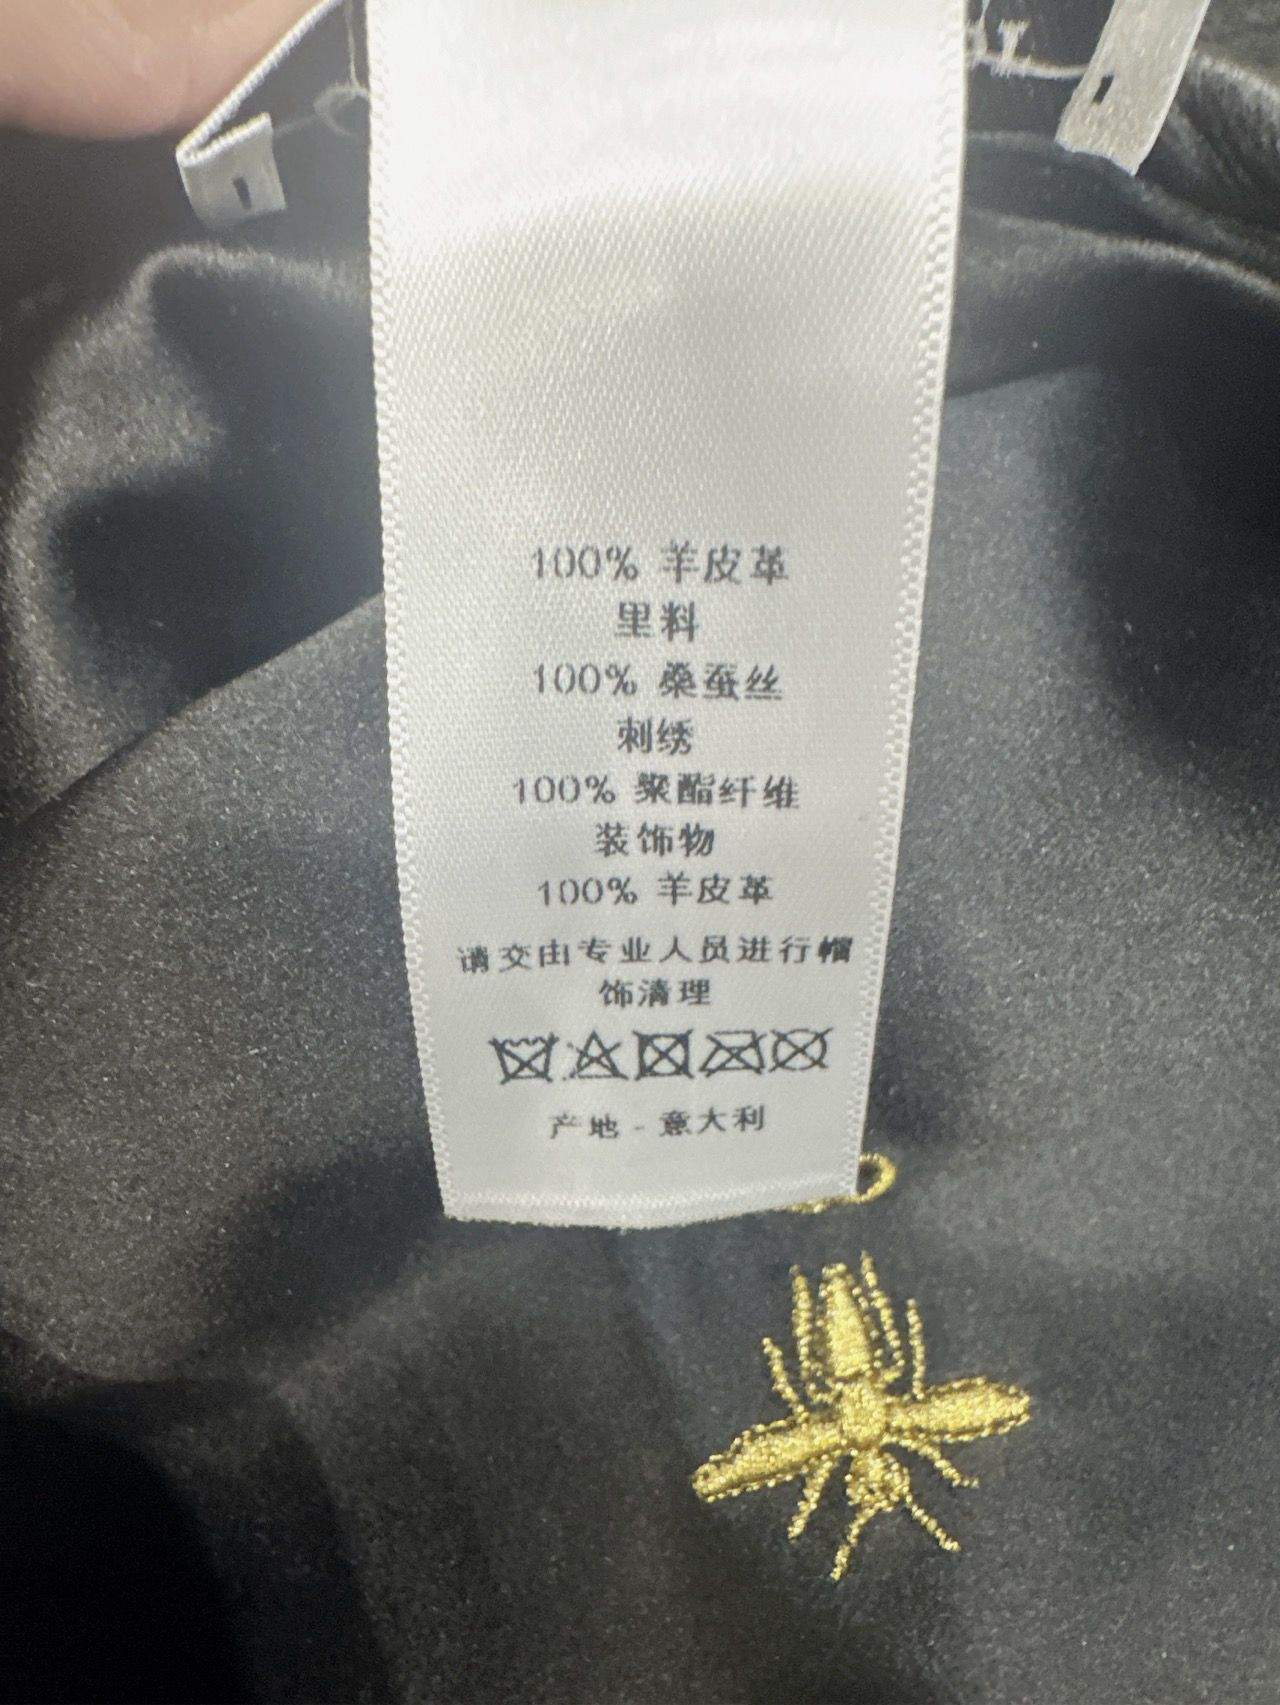 100% 羊皮革
里料
100% 桑蚕丝
刺绣
100% 聚酯纤维
装饰物
100% 羊皮革
请交由专业人员进行帽
饰清理
产地 - 意大利